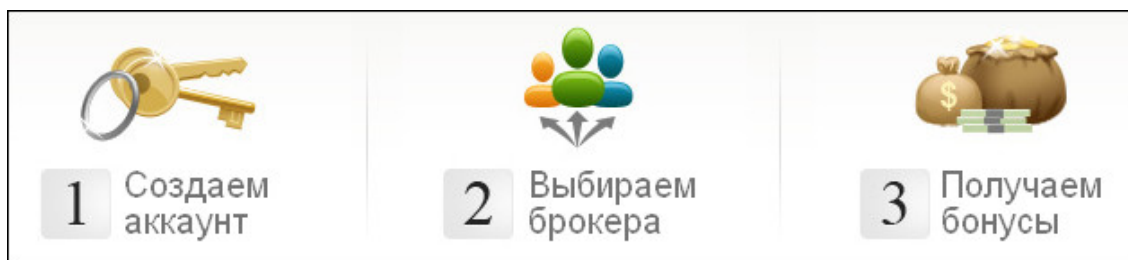 $
1 Создаем
аккаунт
2 Выбираем
брокера
3 Получаем
бонусы